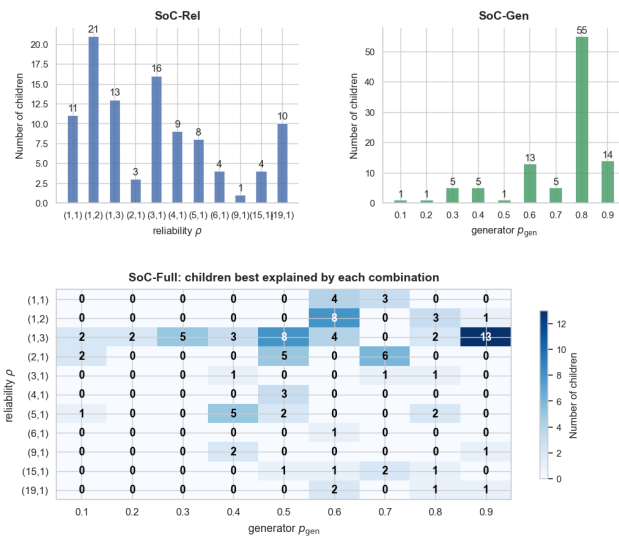 SoC-Rel
Number of children
20.0
17.5
15.0
12.5
10.0
7.5
5.0
2.5
0.0
11 21 13 3 16 9 8 4 1 4 10
(1,1) (1,2) (1,3) (2,1) (3,1) (4,1) (5,1) (6,1) (9,1) (15,1) (19,1)
reliability ρ
SoC-Gen
Number of children
50
40
30
20
10
0
1 1 5 5 1 13 5 55 14
0.1 0.2 0.3 0.4 0.5 0.6 0.7 0.8 0.9
generator p_gen
SoC-Full: children best explained by each combination
reliability ρ
(1,1) 0 0 0 0 0 4 3 0 0
(1,2) 0 0 0 0 0 8 0 3 1
(1,3) 2 2 5 3 8 4 0 2 13
(2,1) 2 0 0 0 5 0 6 0 0
(3,1) 0 0 0 1 0 0 1 1 0
(4,1) 0 0 0 0 3 0 0 0 0
(5,1) 1 0 0 5 2 0 0 2 0
(6,1) 0 0 0 0 0 1 0 0 0
(9,1) 0 0 0 2 0 0 0 0 1
(15,1) 0 0 0 0 1 1 2 1 0
(19,1) 0 0 0 0 0 2 0 1 1
0.1 0.2 0.3 0.4 0.5 0.6 0.7 0.8 0.9
generator p_gen
12
10
8
6
4
2
0
Number of children